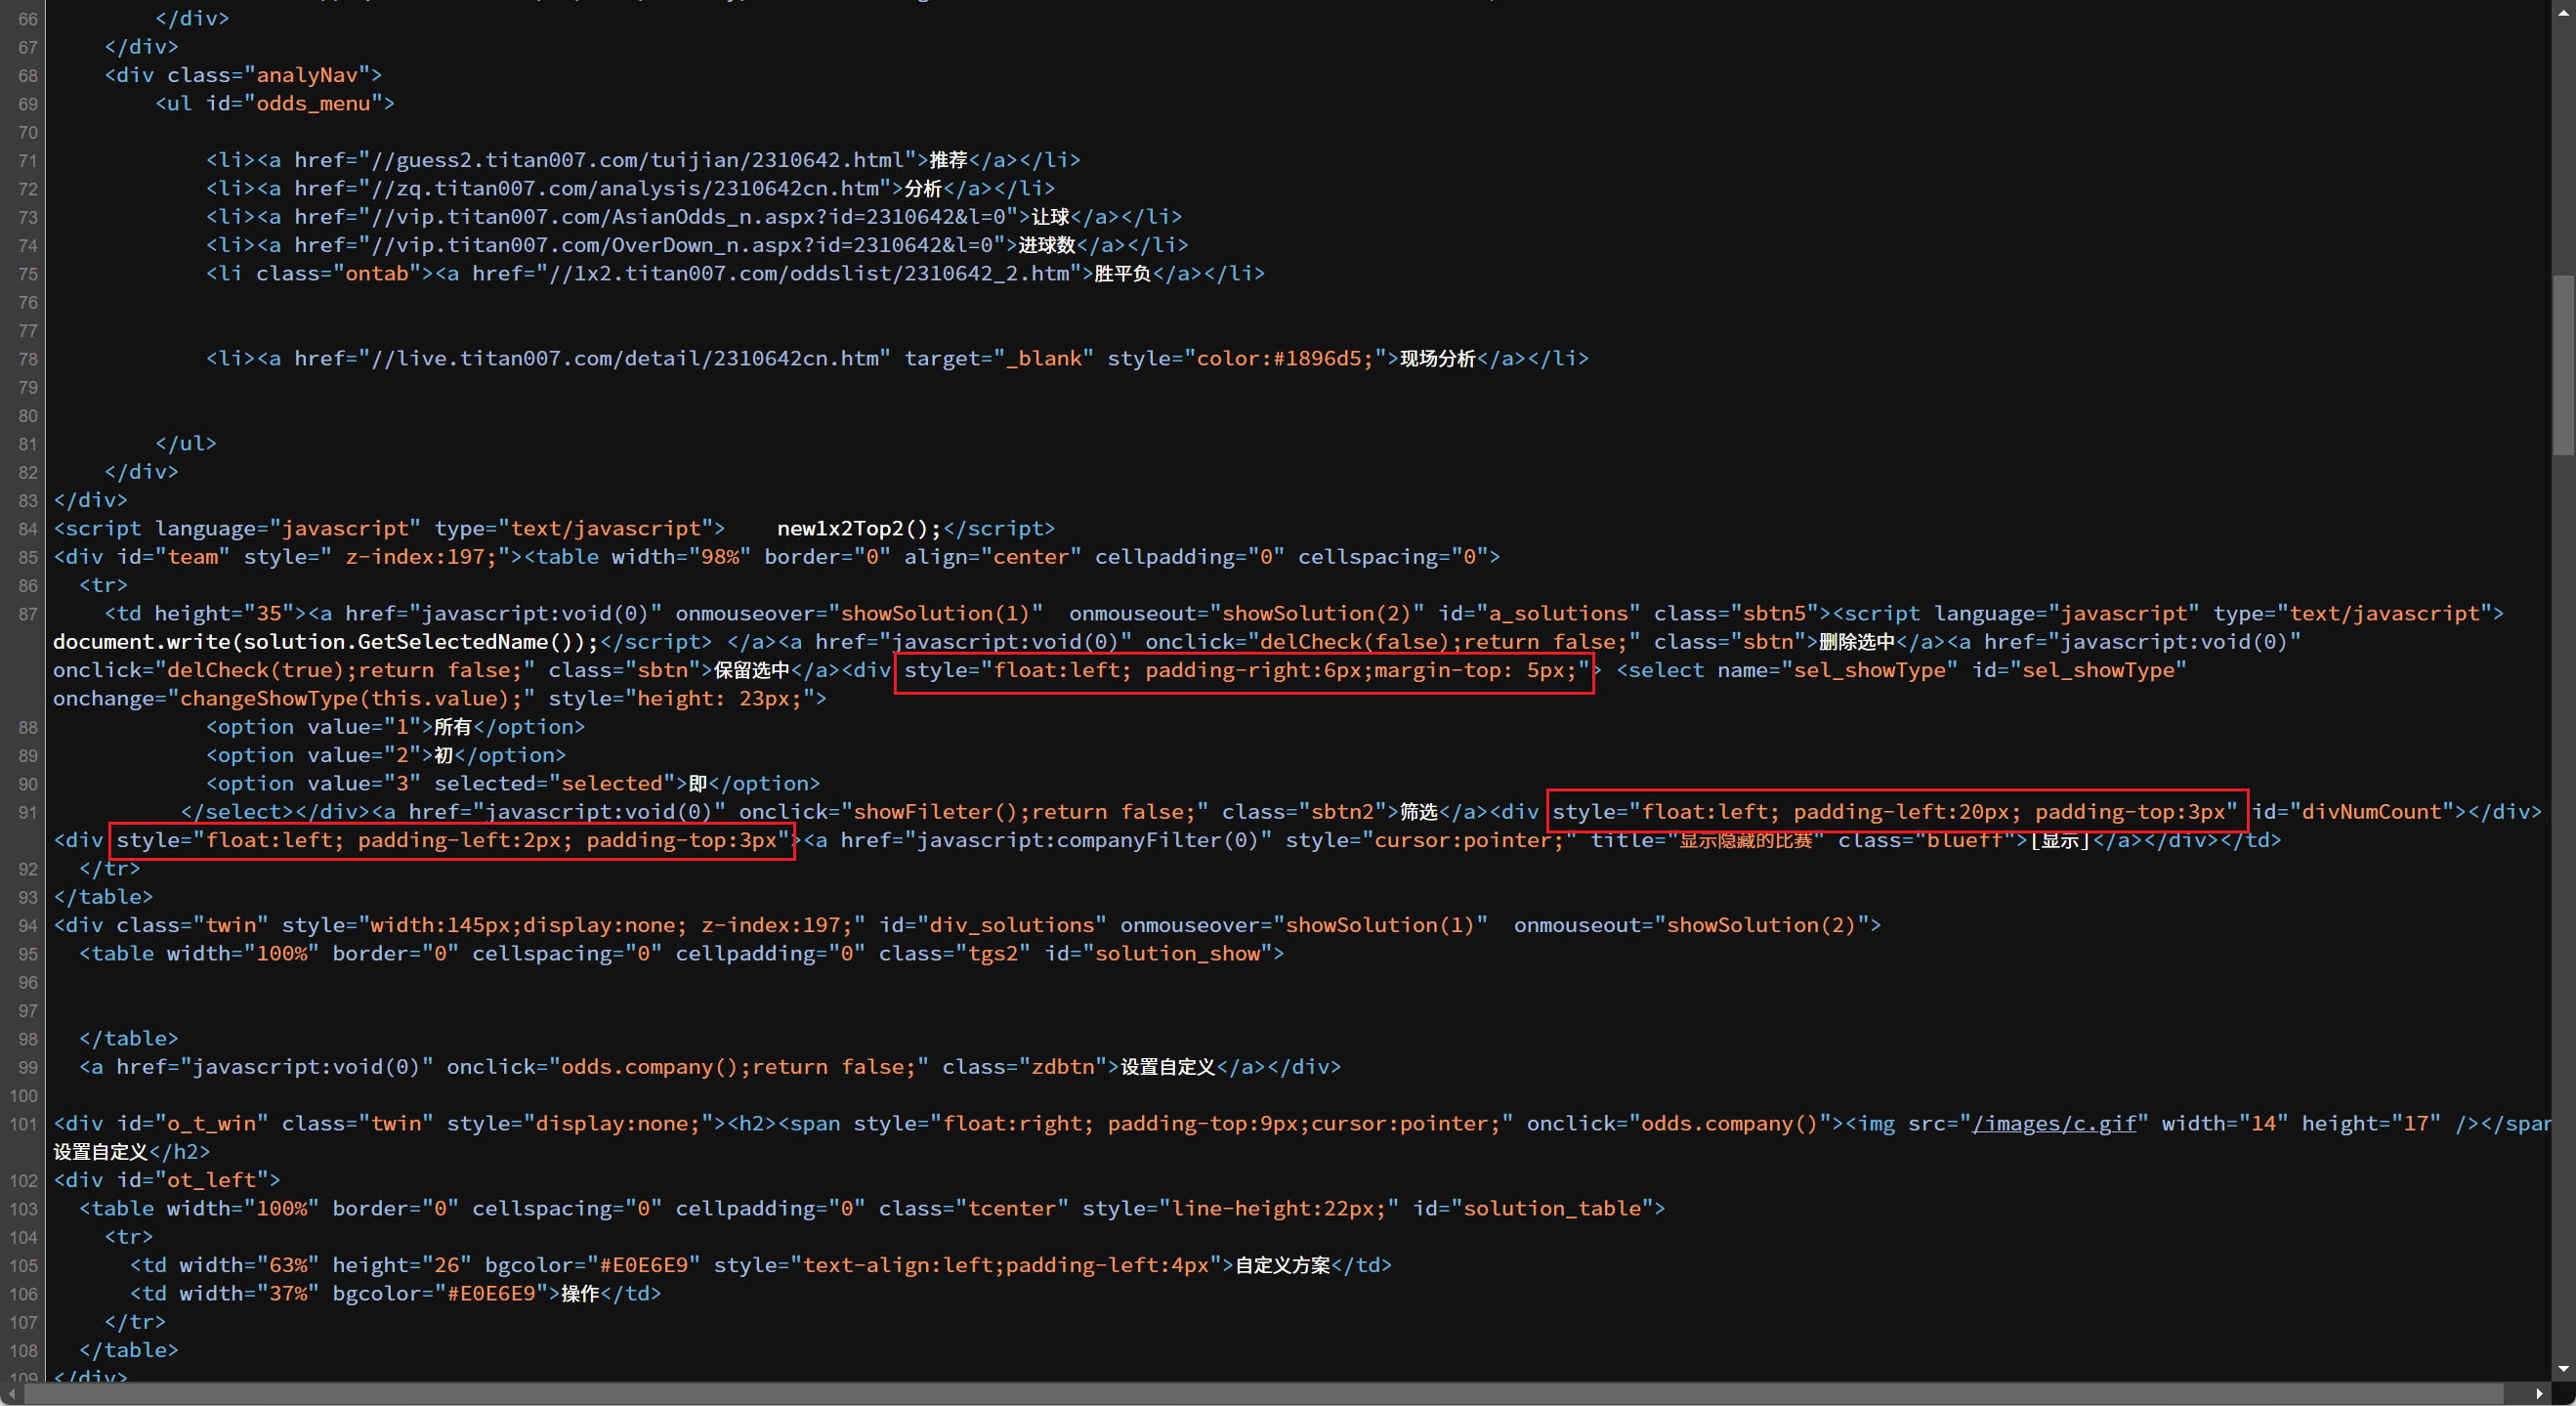 66 </div>
67 </div>
68 <div class="analyNav">
69 <ul id="odds_menu">
70
71 <li><a href="//guess2.titan007.com/tuijian/2310642.html">推荐</a></li>
72 <li><a href="//zq.titan007.com/analysis/2310642cn.htm">分析</a></li>
73 <li><a href="//vip.titan007.com/AsianOdds_n.aspx?id=2310642&l=0">让球</a></li>
74 <li><a href="//vip.titan007.com/OverDown_n.aspx?id=2310642&l=0">进球数</a></li>
75 <li class="ontab"><a href="//1x2.titan007.com/oddslist/2310642_2.htm">胜平负</a></li>
76
77
78 <li><a href="//live.titan007.com/detail/2310642cn.htm" target="_blank" style="color:#1896d5;">现场分析</a></li>
79
80
81 </ul>
82 </div>
83 </div>
84 <script language="javascript" type="text/javascript">    new1x2Top2();</script>
85 <div id="team" style=" z-index:197;"><table width="98%" border="0" align="center" cellpadding="0" cellspacing="0">
86 <tr>
87 <td height="35"><a href="javascript:void(0)" onmouseover="showSolution(1)"  onmouseout="showSolution(2)" id="a_solutions" class="sbtn5"><script language="javascript" type="text/javascript">
document.write(solution.GetSelectedName());</script> </a><a href="javascript:void(0)" onclick="delCheck(false);return false;" class="sbtn">删除选中</a><a href="javascript:void(0)"
onclick="delCheck(true);return false;" class="sbtn">保留选中</a><div style="float:left; padding-right:6px;margin-top: 5px;"> <select name="sel_showType" id="sel_showType"
onchange="changeShowType(this.value);" style="height: 23px;">
88 <option value="1">所有</option>
89 <option value="2">初</option>
90 <option value="3" selected="selected">即</option>
91 </select></div><a href="javascript:void(0)" onclick="showFileter();return false;" class="sbtn2">筛选</a><div style="float:left; padding-left:20px; padding-top:3px" id="divNumCount"></div>
<div style="float:left; padding-left:2px; padding-top:3px"><a href="javascript:companyFilter(0)" style="cursor:pointer;" title="显示隐藏的比赛" class="blueff">[显示]</a></div></td>
92 </tr>
93 </table>
94 <div class="twin" style="width:145px;display:none; z-index:197;" id="div_solutions" onmouseover="showSolution(1)"  onmouseout="showSolution(2)">
95 <table width="100%" border="0" cellspacing="0" cellpadding="0" class="tgs2" id="solution_show">
96
97
98 </table>
99 <a href="javascript:void(0)" onclick="odds.company();return false;" class="zdbtn">设置自定义</a></div>
100
101 <div id="o_t_win" class="twin" style="display:none;"><h2><span style="float:right; padding-top:9px;cursor:pointer;" onclick="odds.company()"><img src="/images/c.gif" width="14" height="17" /></span
设置自定义</h2>
102 <div id="ot_left">
103 <table width="100%" border="0" cellspacing="0" cellpadding="0" class="tcenter" style="line-height:22px;" id="solution_table">
104 <tr>
105 <td width="63%" height="26" bgcolor="#E0E6E9" style="text-align:left;padding-left:4px">自定义方案</td>
106 <td width="37%" bgcolor="#E0E6E9">操作</td>
107 </tr>
108 </table>
109 </div>